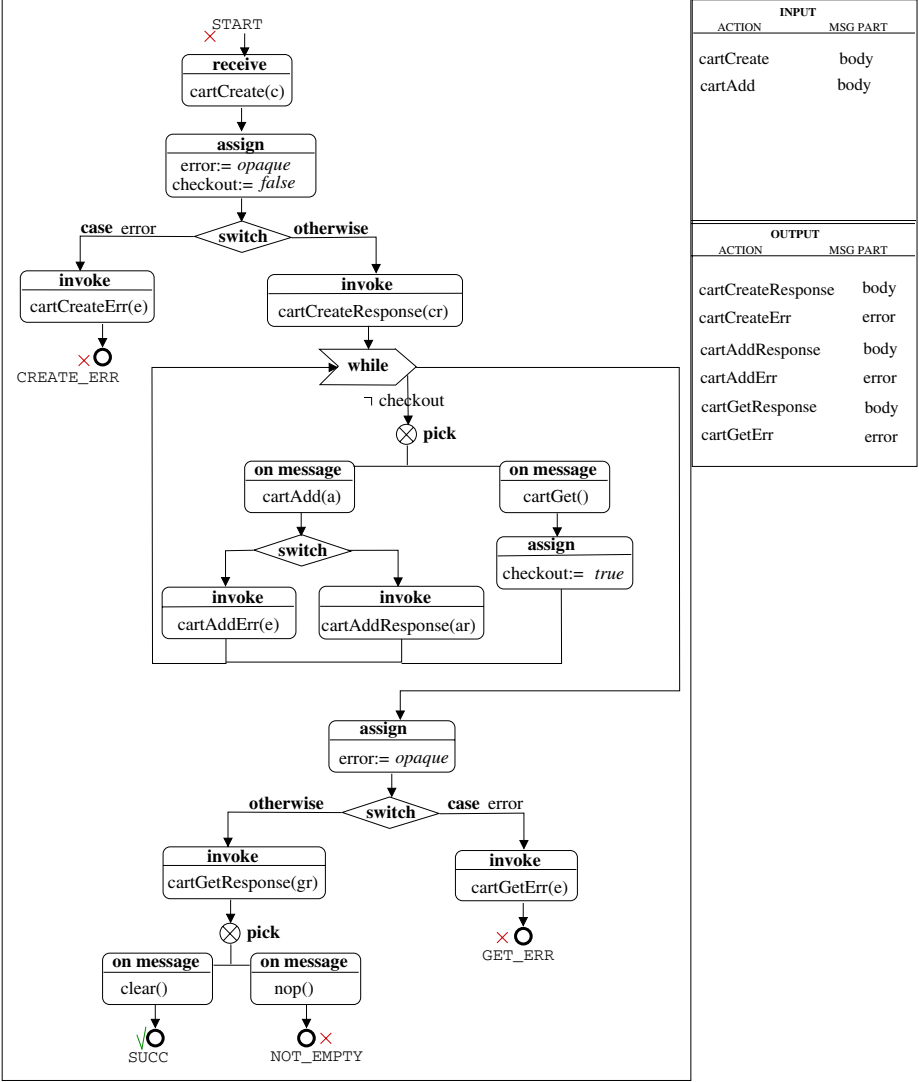 START
receive
cartCreate(c)
assign
error:= opaque
checkout:= false
case error
switch
otherwise
invoke
cartCreateErr(e)
CREATE_ERR
invoke
cartCreateResponse(cr)
while
¬ checkout
pick
on message
cartAdd(a)
on message
cartGet()
switch
assign
checkout:= true
invoke
cartAddErr(e)
invoke
cartAddResponse(ar)
assign
error:= opaque
otherwise
switch
case error
invoke
cartGetResponse(gr)
invoke
cartGetErr(e)
GET_ERR
pick
on message
clear()
on message
nop()
SUCC
NOT_EMPTY
INPUT
ACTION MSG PART
cartCreate body
cartAdd body
OUTPUT
ACTION MSG PART
cartCreateResponse body
cartCreateErr error
cartAddResponse body
cartAddErr error
cartGetResponse body
cartGetErr error